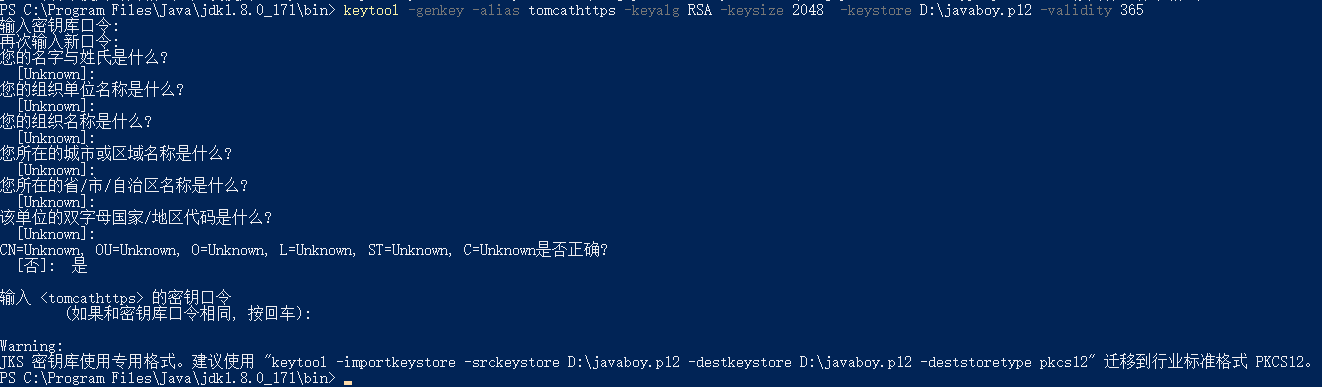 PS C:\Program Files\Java\jdk1.8.0_171\bin> keytool -genkey -alias tomcathttps -keyalg RSA -keysize 2048  -keystore D:\javaboy.p12 -validity 365
输入密钥库口令:
再次输入新口令:
您的名字与姓氏是什么?
  [Unknown]:
您的组织单位名称是什么?
  [Unknown]:
您的组织名称是什么?
  [Unknown]:
您所在的城市或区域名称是什么?
  [Unknown]:
您所在的省/市/自治区名称是什么?
  [Unknown]:
该单位的双字母国家/地区代码是什么?
  [Unknown]:
CN=Unknown, OU=Unknown, O=Unknown, L=Unknown, ST=Unknown, C=Unknown是否正确?
  [否]:  是
输入 <tomcathttps> 的密钥口令
        (如果和密钥库口令相同, 按回车):
Warning:
JKS 密钥库使用专用格式。建议使用 "keytool -importkeystore -srckeystore D:\javaboy.p12 -destkeystore D:\javaboy.p12 -deststoretype pkcs12" 迁移到行业标准格式 PKCS12。
PS C:\Program Files\Java\jdk1.8.0_171\bin>